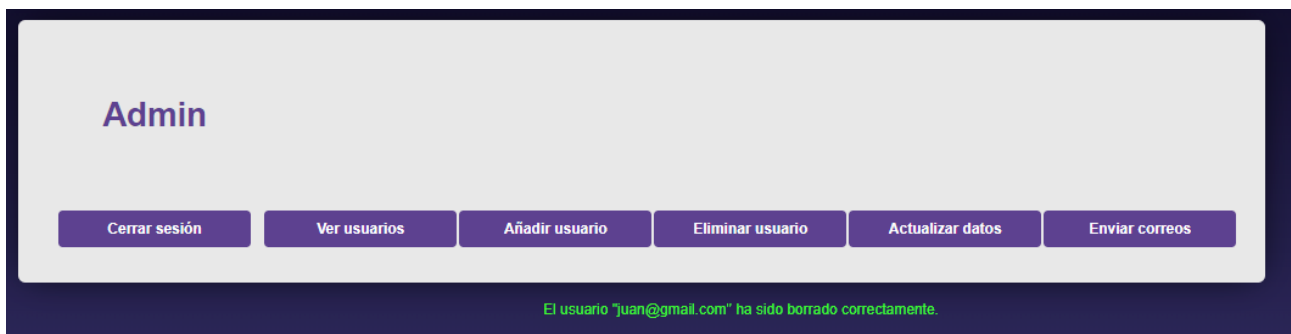 Admin
Cerrar sesión Ver usuarios Añadir usuario Eliminar usuario Actualizar datos Enviar correos
El usuario "juan@gmail.com" ha sido borrado correctamente.